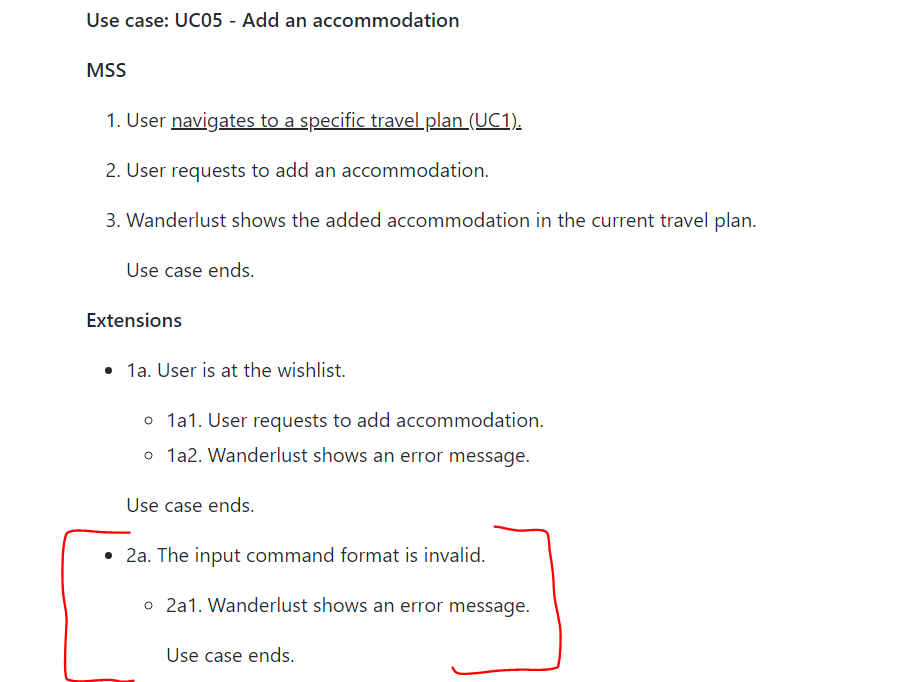 Use case: UC05 - Add an accommodation
MSS
1. User navigates to a specific travel plan (UC1).
2. User requests to add an accommodation.
3. Wanderlust shows the added accommodation in the current travel plan.
Use case ends.
Extensions
• 1a. User is at the wishlist.
◦ 1a1. User requests to add accommodation.
◦ 1a2. Wanderlust shows an error message.
Use case ends.
• 2a. The input command format is invalid.
◦ 2a1. Wanderlust shows an error message.
Use case ends.